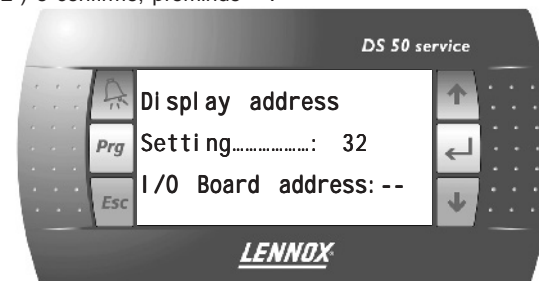 DS 50 service
Display address
Prg
Setting………………: 32
I/O Board address:--
Esc
LENNOX